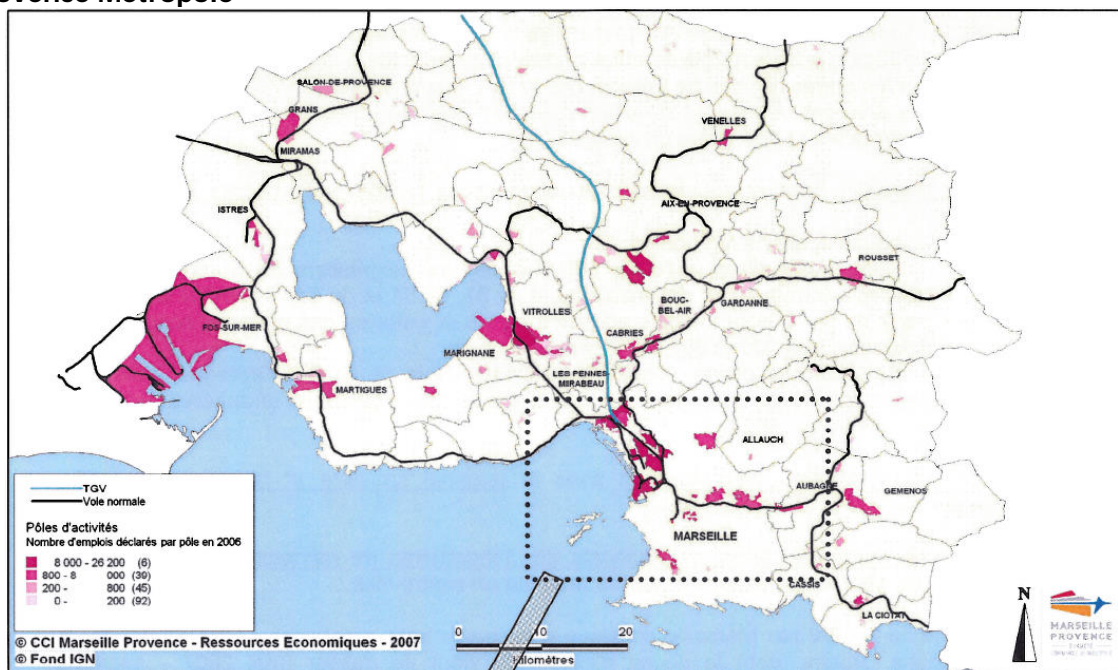 ovence Métropole
SALON-DE-PROVENCE
GRANS
MIRAMAS
VENELLES
AIX-EN-PROVENCE
ISTRES
ROUSSET
GARDANNE
BOUC-
BEL-AIR
VITROLLES
FOS-SUR-MER
CABRIES
MARIGNANE
LES PENNES-
MIRABEAU
MARTIGUES
ALLAUCH
AUBAGNE
GEMENOS
MARSEILLE
CASSIS
LA CIOTAT
TGV
Voie normale
Pôles d'activités
Nombre d'emplois déclarés par pôle en 2006
8 000 - 26 200 (6)
800 - 8 000 (39)
200 - 800 (45)
0 - 200 (92)
© CCI Marseille Provence - Ressources Economiques - 2007
© Fond IGN
0 10 20
Kilomètres
N
MARSEILLE
PROVENCE